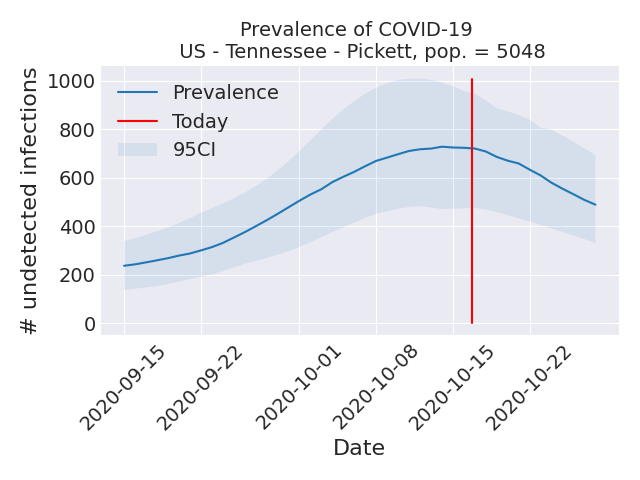 Prevalence of COVID-19
US - Tennessee - Pickett, pop. = 5048
# undetected infections
1000
800
600
400
200
0
Prevalence
Today
95CI
2020-09-15
2020-09-22
2020-10-01
2020-10-08
2020-10-15
2020-10-22
Date